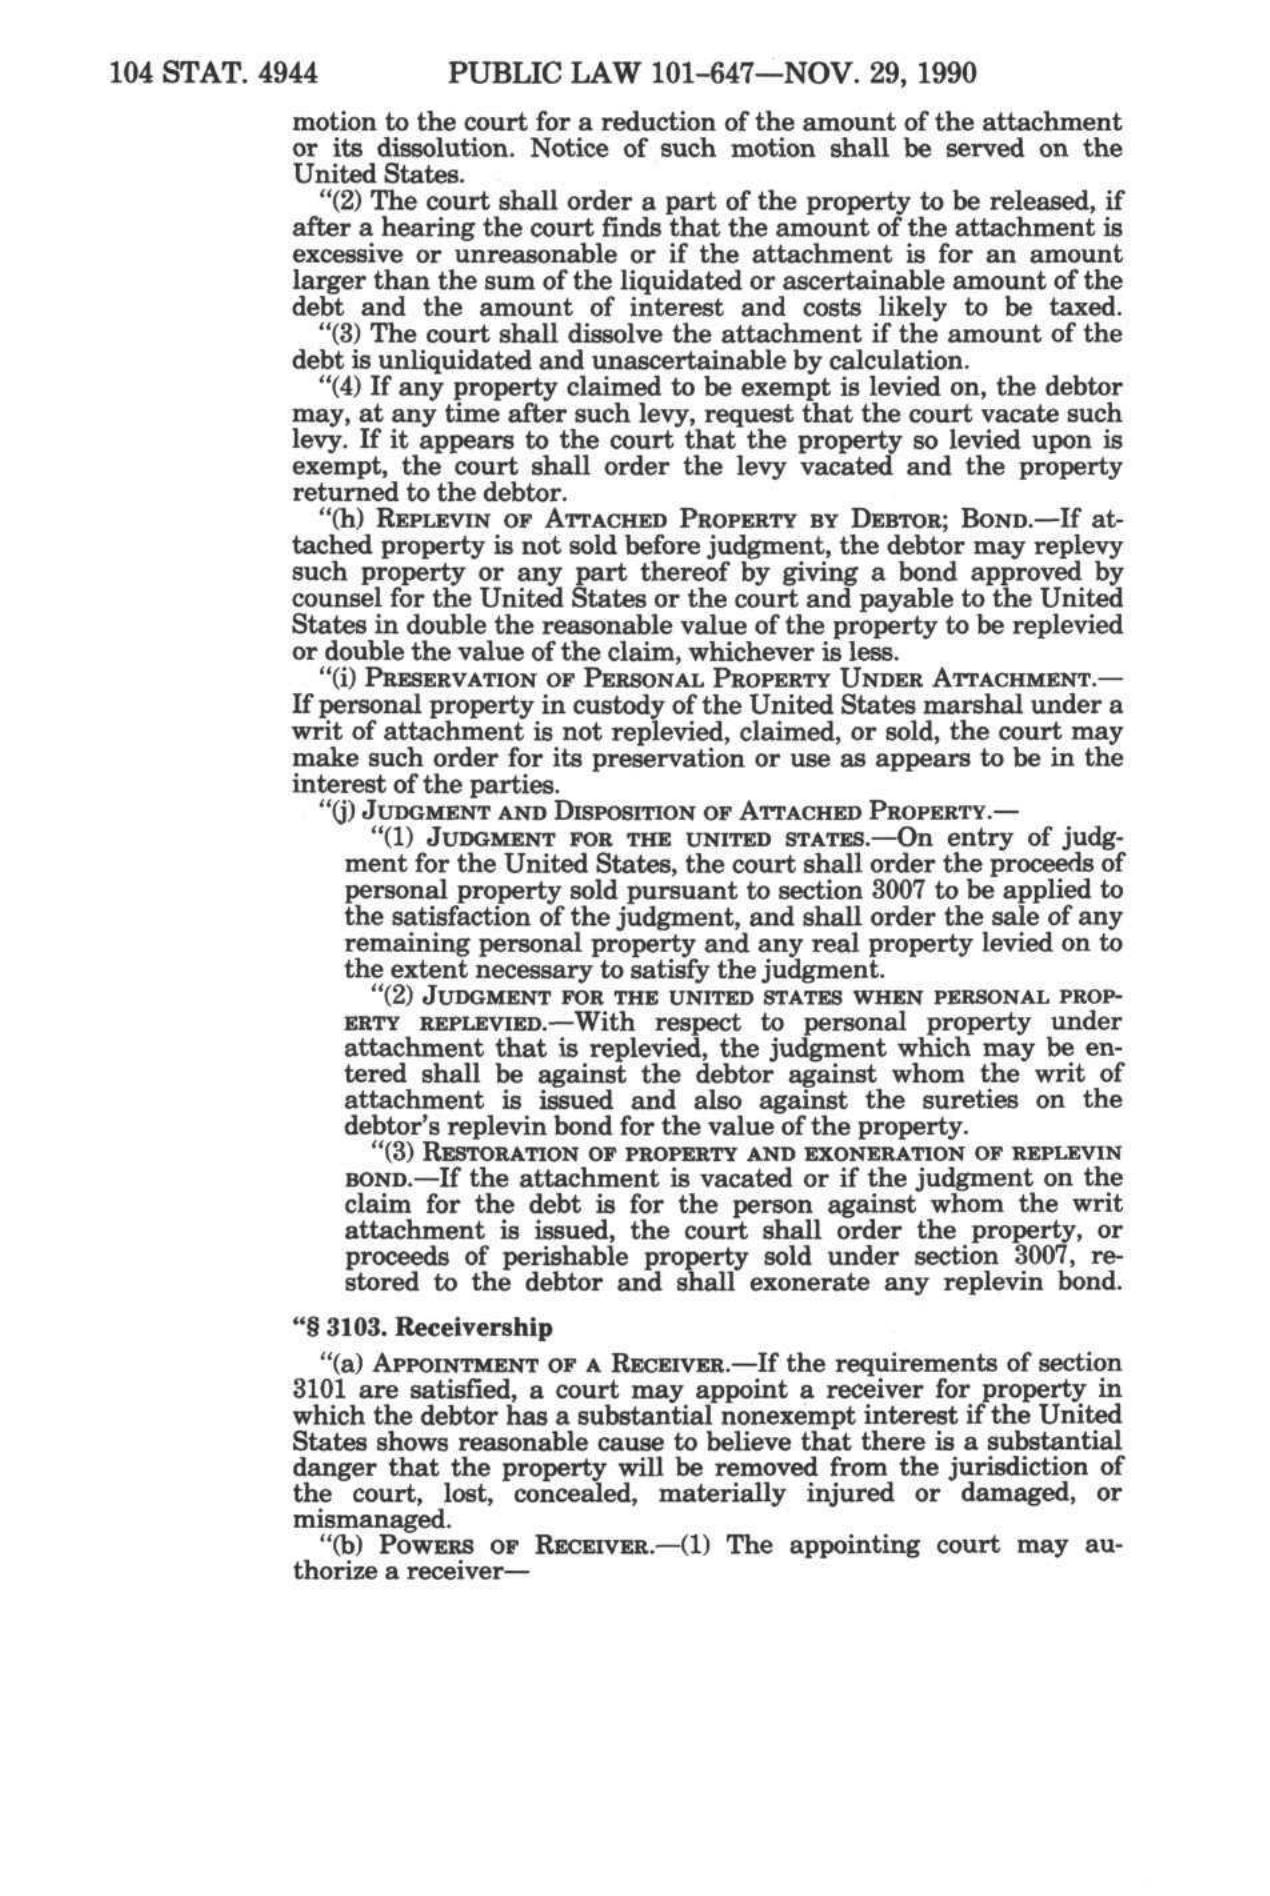 104 STAT. 4944 PUBLIC LAW 101–647—NOV. 29, 1990
motion to the court for a reduction of the amount of the attachment
or its dissolution. Notice of such motion shall be served on the
United States.
“(2) The court shall order a part of the property to be released, if
after a hearing the court finds that the amount of the attachment is
excessive or unreasonable or if the attachment is for an amount
larger than the sum of the liquidated or ascertainable amount of the
debt and the amount of interest and costs likely to be taxed.
“(3) The court shall dissolve the attachment if the amount of the
debt is unliquidated and unascertainable by calculation.
“(4) If any property claimed to be exempt is levied on, the debtor
may, at any time after such levy, request that the court vacate such
levy. If it appears to the court that the property so levied upon is
exempt, the court shall order the levy vacated and the property
returned to the debtor.
“(h) REPLEVIN OF ATTACHED PROPERTY BY DEBTOR; BOND.—If at-
tached property is not sold before judgment, the debtor may replevy
such property or any part thereof by giving a bond approved by
counsel for the United States or the court and payable to the United
States in double the reasonable value of the property to be replevied
or double the value of the claim, whichever is less.
“(i) PRESERVATION OF PERSONAL PROPERTY UNDER ATTACHMENT.—
If personal property in custody of the United States marshal under a
writ of attachment is not replevied, claimed, or sold, the court may
make such order for its preservation or use as appears to be in the
interest of the parties.
“(j) JUDGMENT AND DISPOSITION OF ATTACHED PROPERTY.—
“(1) JUDGMENT FOR THE UNITED STATES.—On entry of judg-
ment for the United States, the court shall order the proceeds of
personal property sold pursuant to section 3007 to be applied to
the satisfaction of the judgment, and shall order the sale of any
remaining personal property and any real property levied on to
the extent necessary to satisfy the judgment.
“(2) JUDGMENT FOR THE UNITED STATES WHEN PERSONAL PROP-
ERTY REPLEVIED.—With respect to personal property under
attachment that is replevied, the judgment which may be en-
tered shall be against the debtor against whom the writ of
attachment is issued and also against the sureties on the
debtor’s replevin bond for the value of the property.
“(3) RESTORATION OF PROPERTY AND EXONERATION OF REPLEVIN
BOND.—If the attachment is vacated or if the judgment on the
claim for the debt is for the person against whom the writ
attachment is issued, the court shall order the property, or
proceeds of perishable property sold under section 3007, re-
stored to the debtor and shall exonerate any replevin bond.
“§ 3103. Receivership
“(a) APPOINTMENT OF A RECEIVER.—If the requirements of section
3101 are satisfied, a court may appoint a receiver for property in
which the debtor has a substantial nonexempt interest if the United
States shows reasonable cause to believe that there is a substantial
danger that the property will be removed from the jurisdiction of
the court, lost, concealed, materially injured or damaged, or
mismanaged.
“(b) POWERS OF RECEIVER.—(1) The appointing court may au-
thorize a receiver—